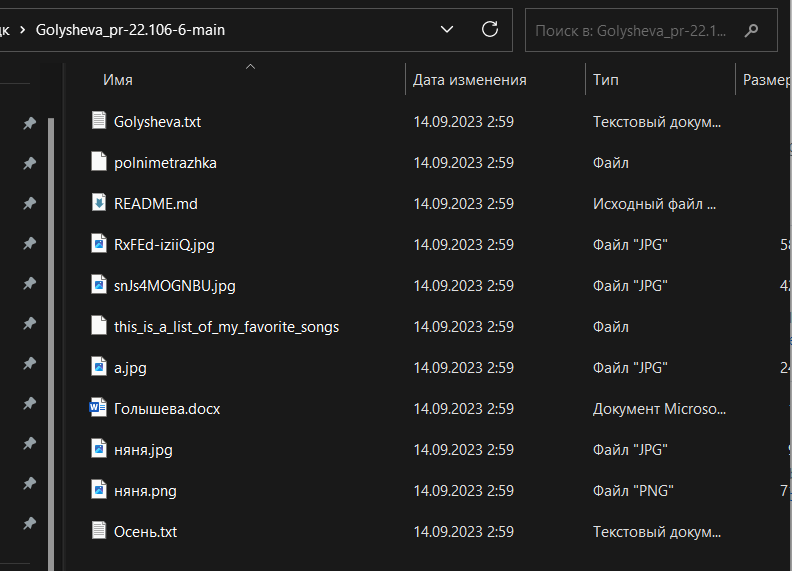 Golysheva_pr-22.106-6-main
Поиск в: Golysheva_pr-22.1...
Имя Дата изменения Тип Размер
Golysheva.txt 14.09.2023 2:59 Текстовый докум...
polnimetrazhka 14.09.2023 2:59 Файл
README.md 14.09.2023 2:59 Исходный файл ...
RxFEd-iziiQ.jpg 14.09.2023 2:59 Файл "JPG"
snJs4MOGNBU.jpg 14.09.2023 2:59 Файл "JPG"
this_is_a_list_of_my_favorite_songs 14.09.2023 2:59 Файл
а.jpg 14.09.2023 2:59 Файл "JPG"
Голышева.docx 14.09.2023 2:59 Документ Microso...
няня.jpg 14.09.2023 2:59 Файл "JPG"
няня.png 14.09.2023 2:59 Файл "PNG"
Осень.txt 14.09.2023 2:59 Текстовый докум...